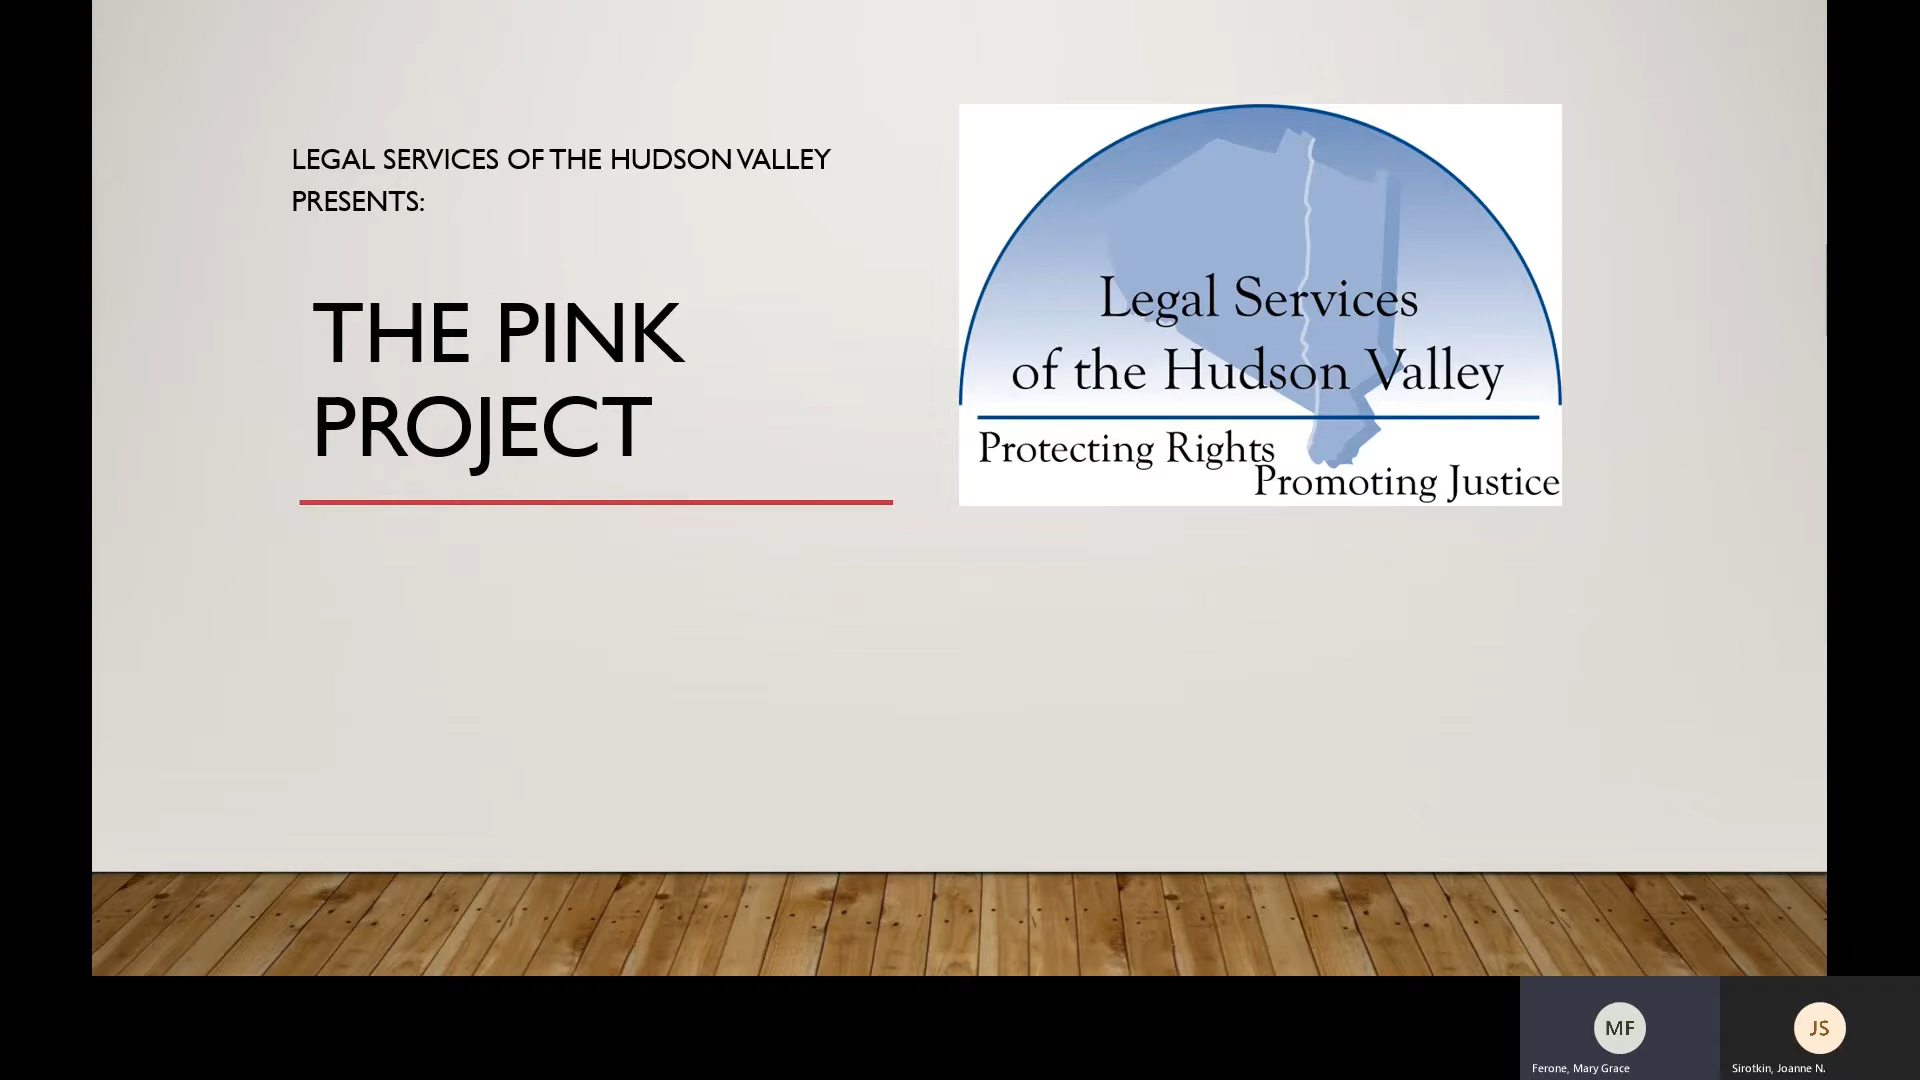 LEGAL SERVICES OF THE HUDSON VALLEY
PRESENTS:
THE PINK
PROJECT
Legal Services
of the Hudson Valley
Protecting Rights
Promoting Justice
MF
Ferone, Mary Grace
JS
Sirotkin, Joanne N.